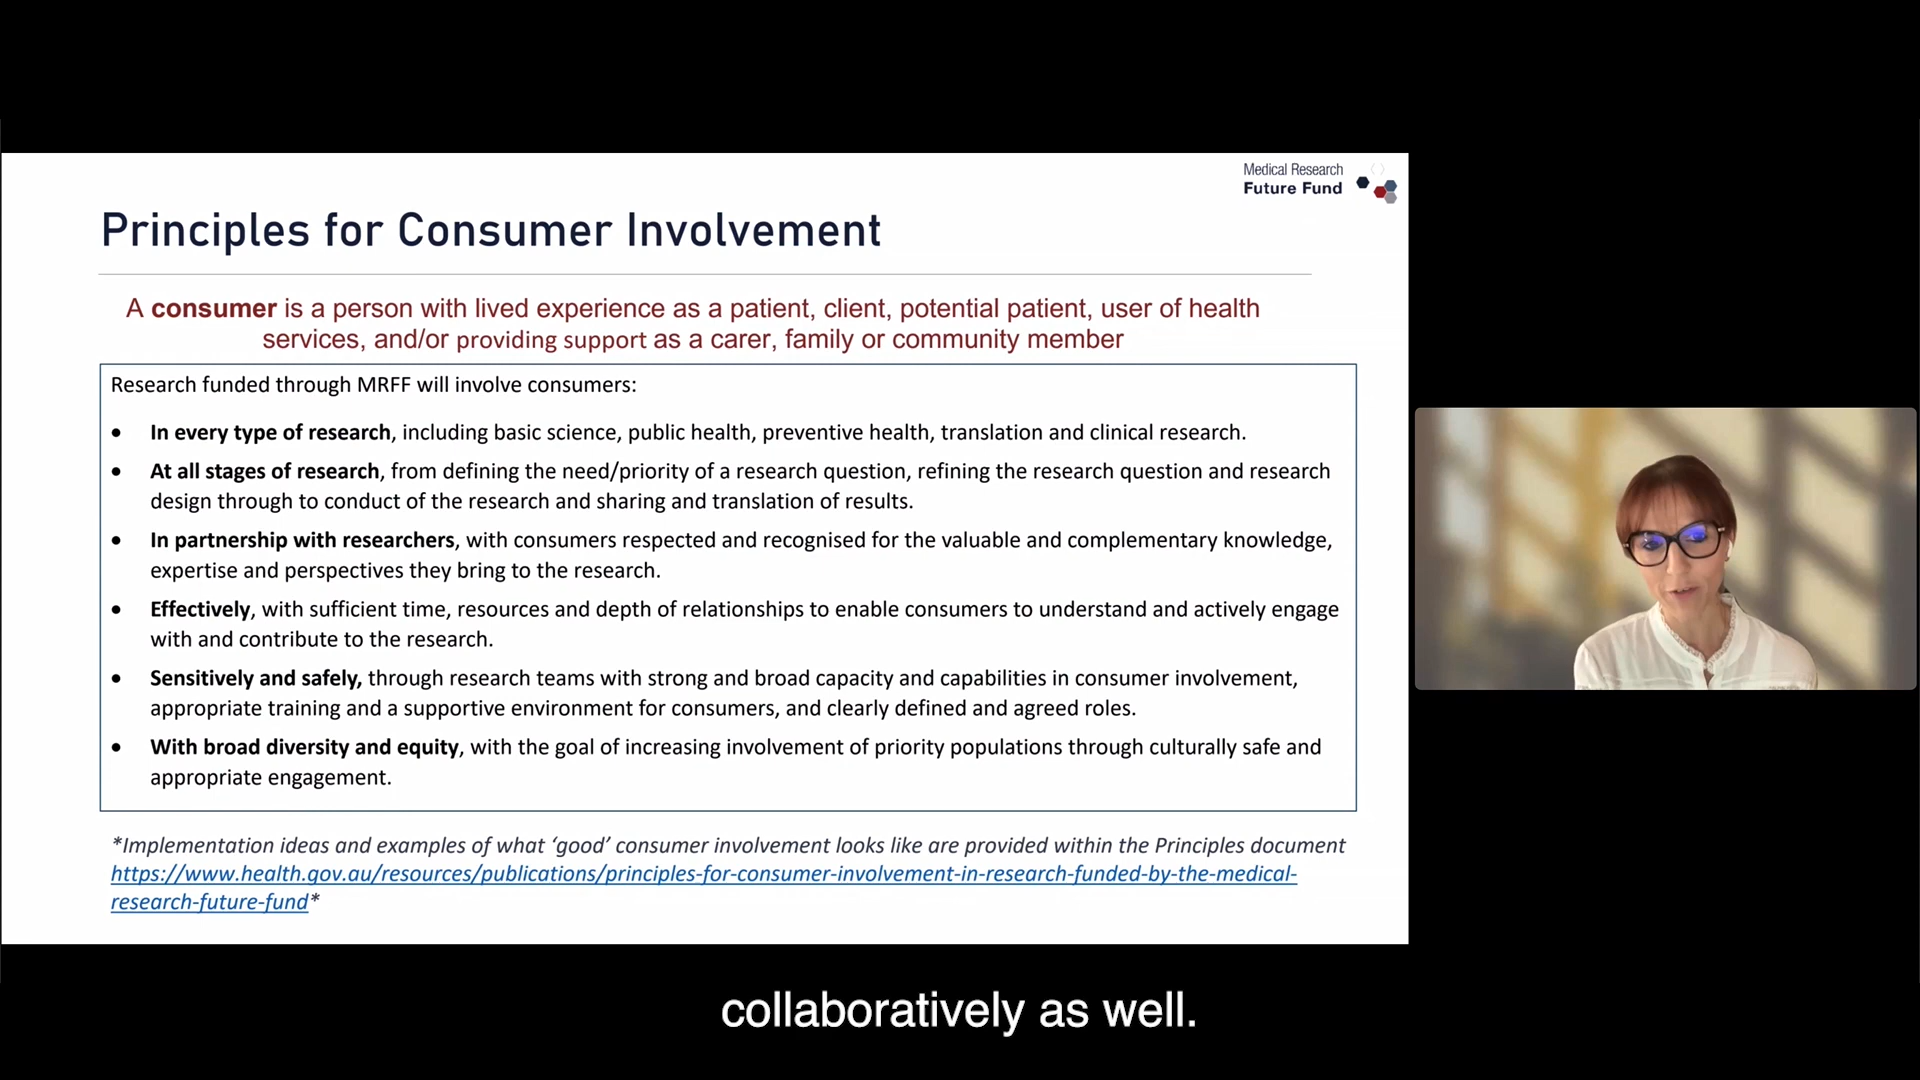 Medical Research
Future Fund
Principles for Consumer Involvement
A consumer is a person with lived experience as a patient, client, potential patient, user of health
services, and/or providing support as a carer, family or community member
Research funded through MRFF will involve consumers:
• In every type of research, including basic science, public health, preventive health, translation and clinical research.
• At all stages of research, from defining the need/priority of a research question, refining the research question and research
design through to conduct of the research and sharing and translation of results.
• In partnership with researchers, with consumers respected and recognised for the valuable and complementary knowledge,
expertise and perspectives they bring to the research.
• Effectively, with sufficient time, resources and depth of relationships to enable consumers to understand and actively engage
with and contribute to the research.
• Sensitively and safely, through research teams with strong and broad capacity and capabilities in consumer involvement,
appropriate training and a supportive environment for consumers, and clearly defined and agreed roles.
• With broad diversity and equity, with the goal of increasing involvement of priority populations through culturally safe and
appropriate engagement.
*Implementation ideas and examples of what ‘good’ consumer involvement looks like are provided within the Principles document
https://www.health.gov.au/resources/publications/principles-for-consumer-involvement-in-research-funded-by-the-medical-
research-future-fund*
collaboratively as well.